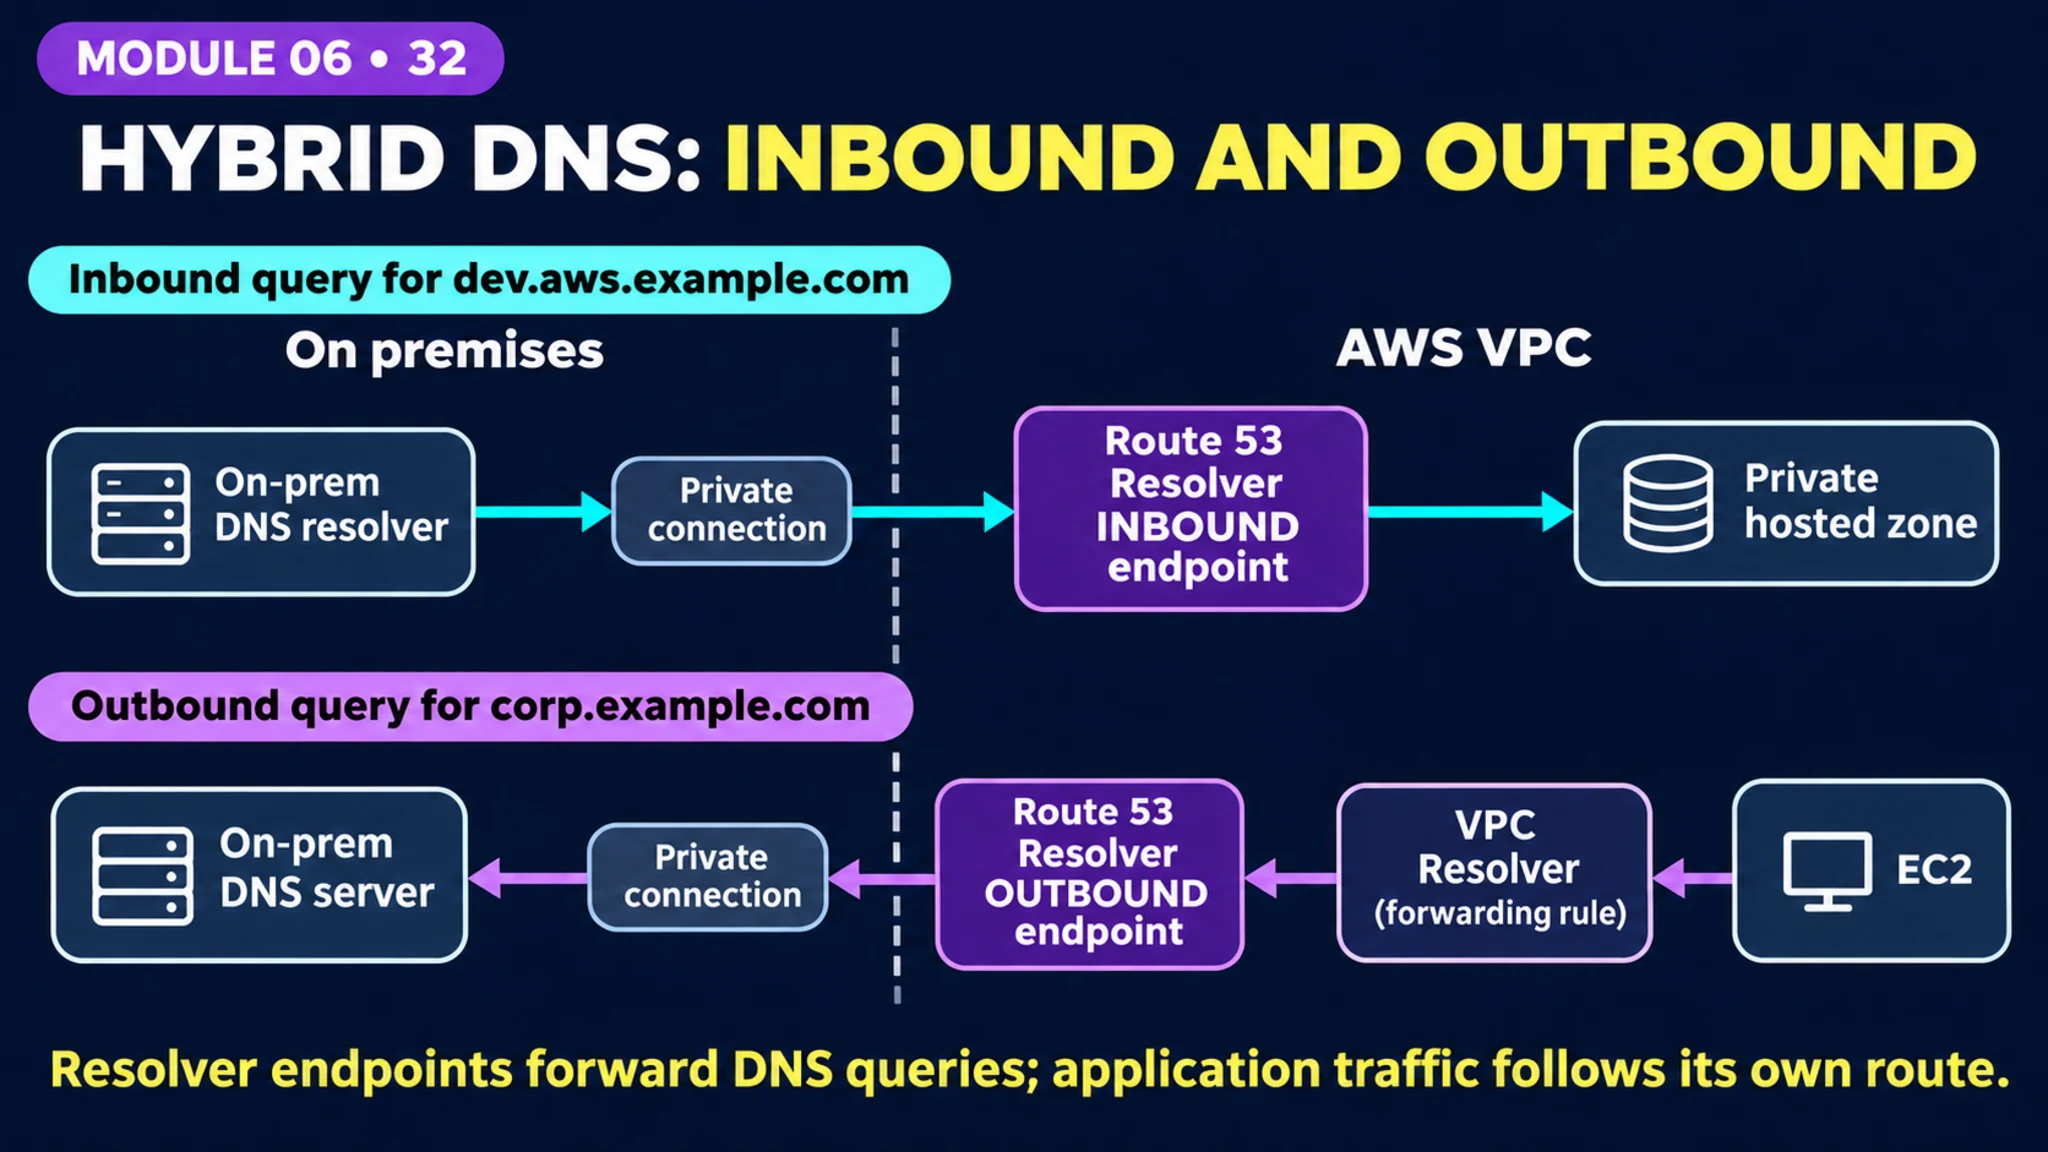 MODULE 06 • 32
HYBRID DNS: INBOUND AND OUTBOUND
Inbound query for dev.aws.example.com
On premises
AWS VPC
On-prem
DNS resolver
Private
connection
Route 53
Resolver
INBOUND
endpoint
Private
hosted zone
Outbound query for corp.example.com
On-prem
DNS server
Private
connection
Route 53
Resolver
OUTBOUND
endpoint
VPC
Resolver
(forwarding rule)
EC2
Resolver endpoints forward DNS queries; application traffic follows its own route.